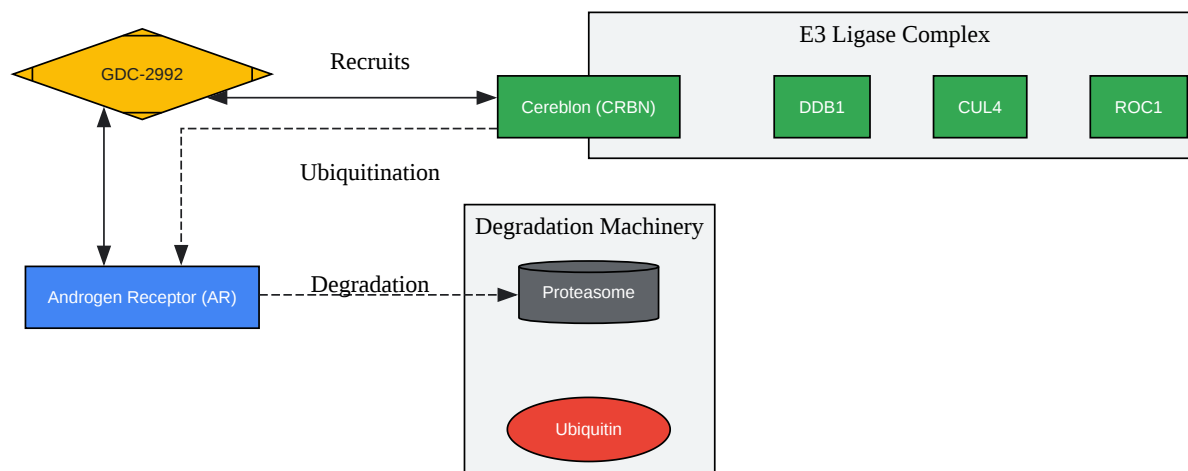 E3 Ligase Complex
GDC-2992
Recruits
Cereblon (CRBN)
DDB1
CUL4
ROC1
Ubiquitination
Degradation Machinery
Androgen Receptor (AR)
Degradation
Proteasome
Ubiquitin